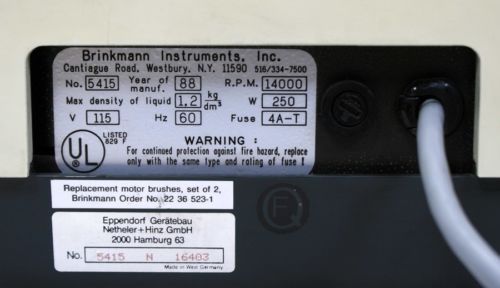 Brinkmann Instruments, Inc.
Cantiague Road, Westbury, N.Y. 11590 516/334-7500
No. 5415 Year of manuf. 88 R.P.M. 14000
Max density of liquid 1,2 kg/dm³ W 250
V 115 Hz 60 Fuse 4A-T
UL LISTED 829 F
WARNING :
For continued protection against fire hazard, replace
only with the same type and rating of fuse !
Replacement motor brushes, set of 2,
Brinkmann Order No. 22 36 523-1
Eppendorf Gerätebau
Netheler+Hinz GmbH
2000 Hamburg 63
No. 5415 N 16403
Made in West Germany